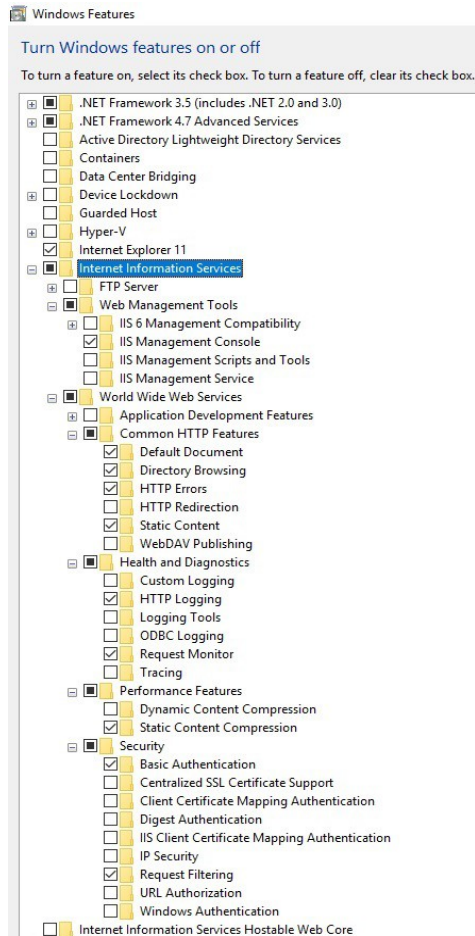 Windows Features
Turn Windows features on or off
To turn a feature on, select its check box. To turn a feature off, clear its check box.
.NET Framework 3.5 (includes .NET 2.0 and 3.0)
.NET Framework 4.7 Advanced Services
Active Directory Lightweight Directory Services
Containers
Data Center Bridging
Device Lockdown
Guarded Host
Hyper-V
Internet Explorer 11
Internet Information Services
FTP Server
Web Management Tools
IIS 6 Management Compatibility
IIS Management Console
IIS Management Scripts and Tools
IIS Management Service
World Wide Web Services
Application Development Features
Common HTTP Features
Default Document
Directory Browsing
HTTP Errors
HTTP Redirection
Static Content
WebDAV Publishing
Health and Diagnostics
Custom Logging
HTTP Logging
Logging Tools
ODBC Logging
Request Monitor
Tracing
Performance Features
Dynamic Content Compression
Static Content Compression
Security
Basic Authentication
Centralized SSL Certificate Support
Client Certificate Mapping Authentication
Digest Authentication
IIS Client Certificate Mapping Authentication
IP Security
Request Filtering
URL Authorization
Windows Authentication
Internet Information Services Hostable Web Core